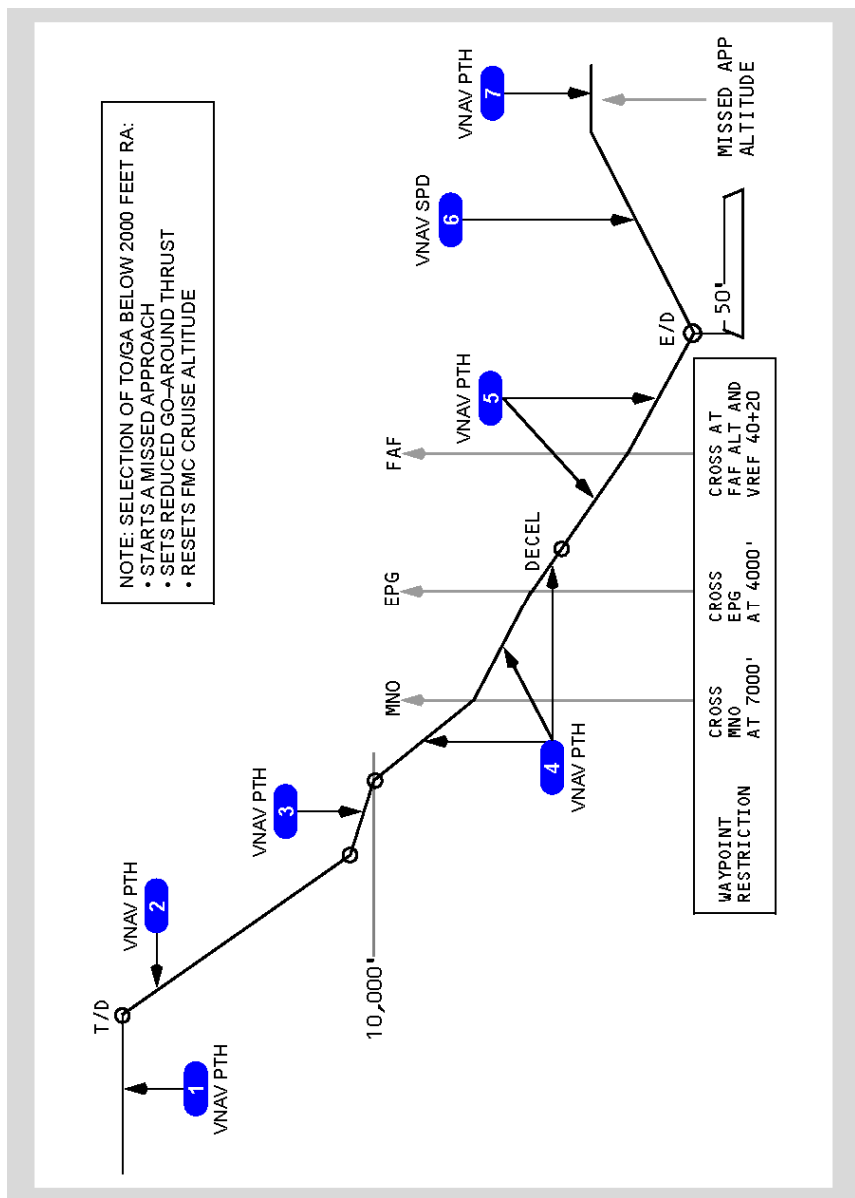 NOTE: SELECTION OF TO/GA BELOW 2000 FEET RA:
• STARTS A MISSED APPROACH
• SETS REDUCED GO–AROUND THRUST
• RESETS FMC CRUISE ALTITUDE
T/D
1
VNAV PTH
VNAV PTH
2
10,000'
VNAV PTH
3
4
VNAV PTH
MNO
EPG
DECEL
FAF
VNAV PTH
5
E/D
50'
VNAV SPD
6
VNAV PTH
7
MISSED APP
ALTITUDE
WAYPOINT
RESTRICTION
CROSS
MNO
AT 7000'
CROSS
EPG
AT 4000'
CROSS AT
FAF ALT AND
VREF 40+20